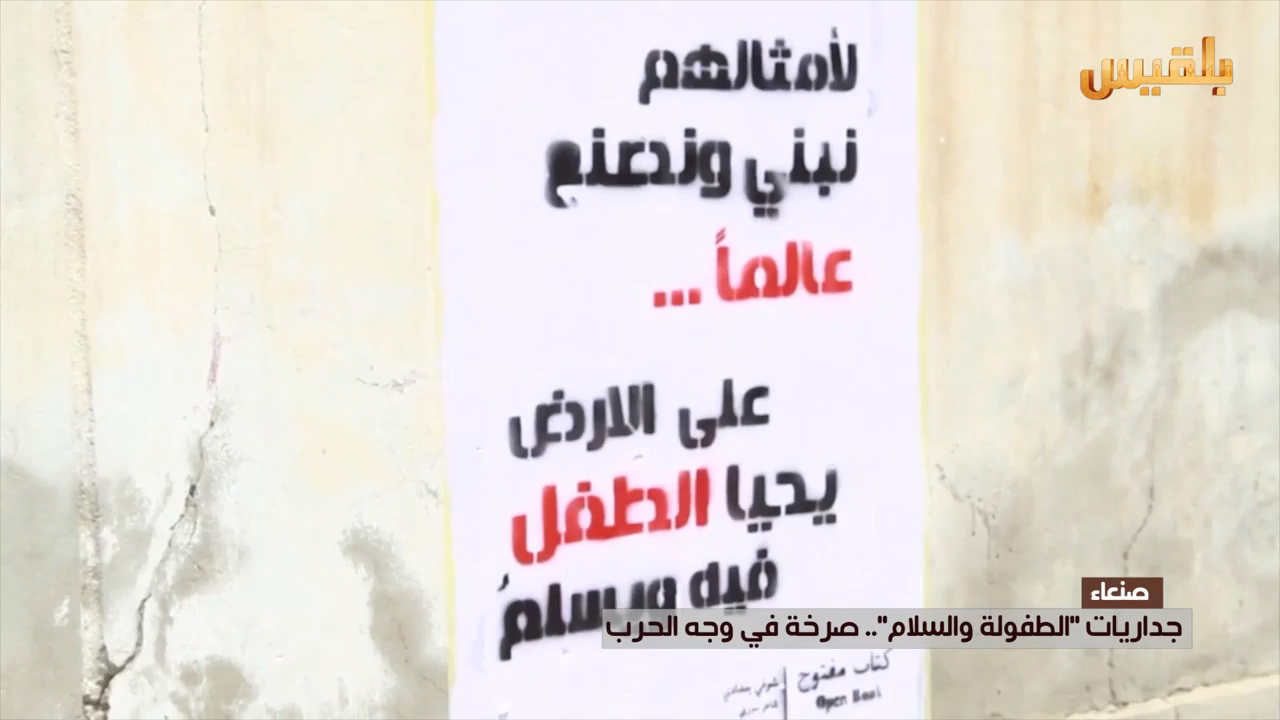 بلقيس
لأمثالهم
نبني ونصنع
عالماً ...
على الارض
يحيا الطفل
فيه ويسلمُ
صنعاء
جداريات "الطفولة والسلام".. صرخة في وجه الحرب
كتاب مفتوح
Open Book